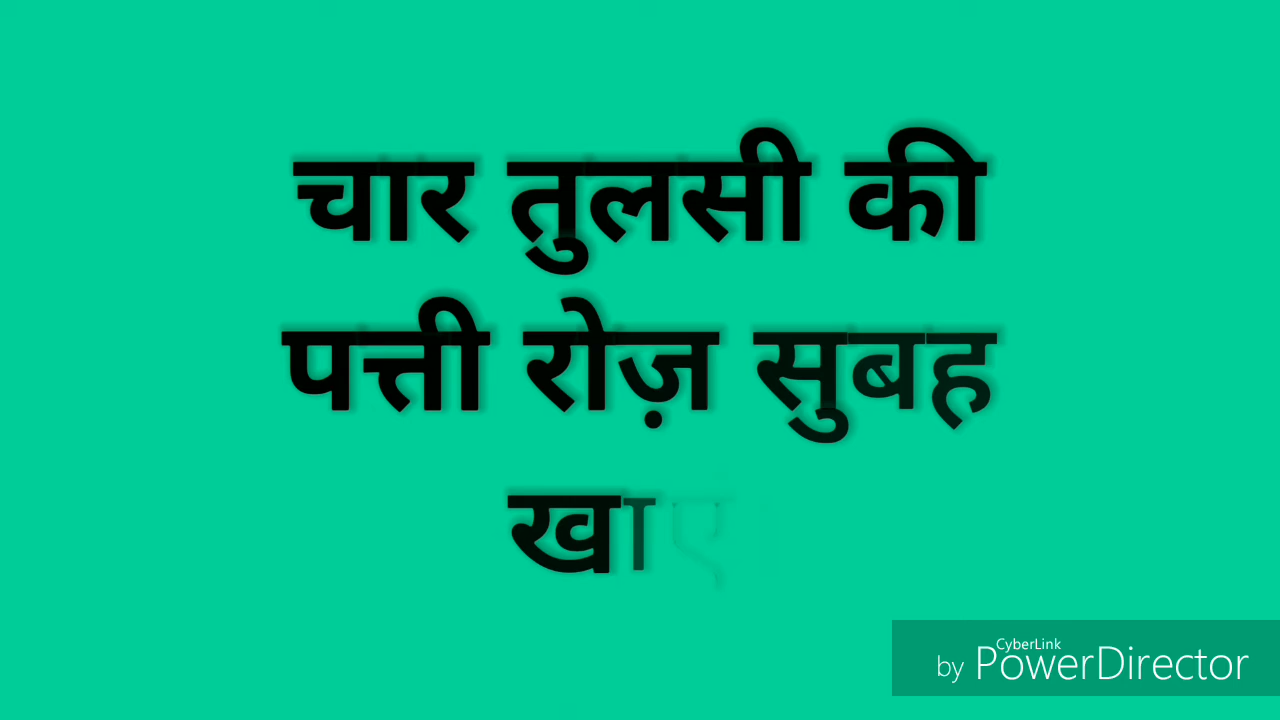 चार तुलसी की
पत्ती रोज़ सुबह
खाएं।
CyberLink
by PowerDirector